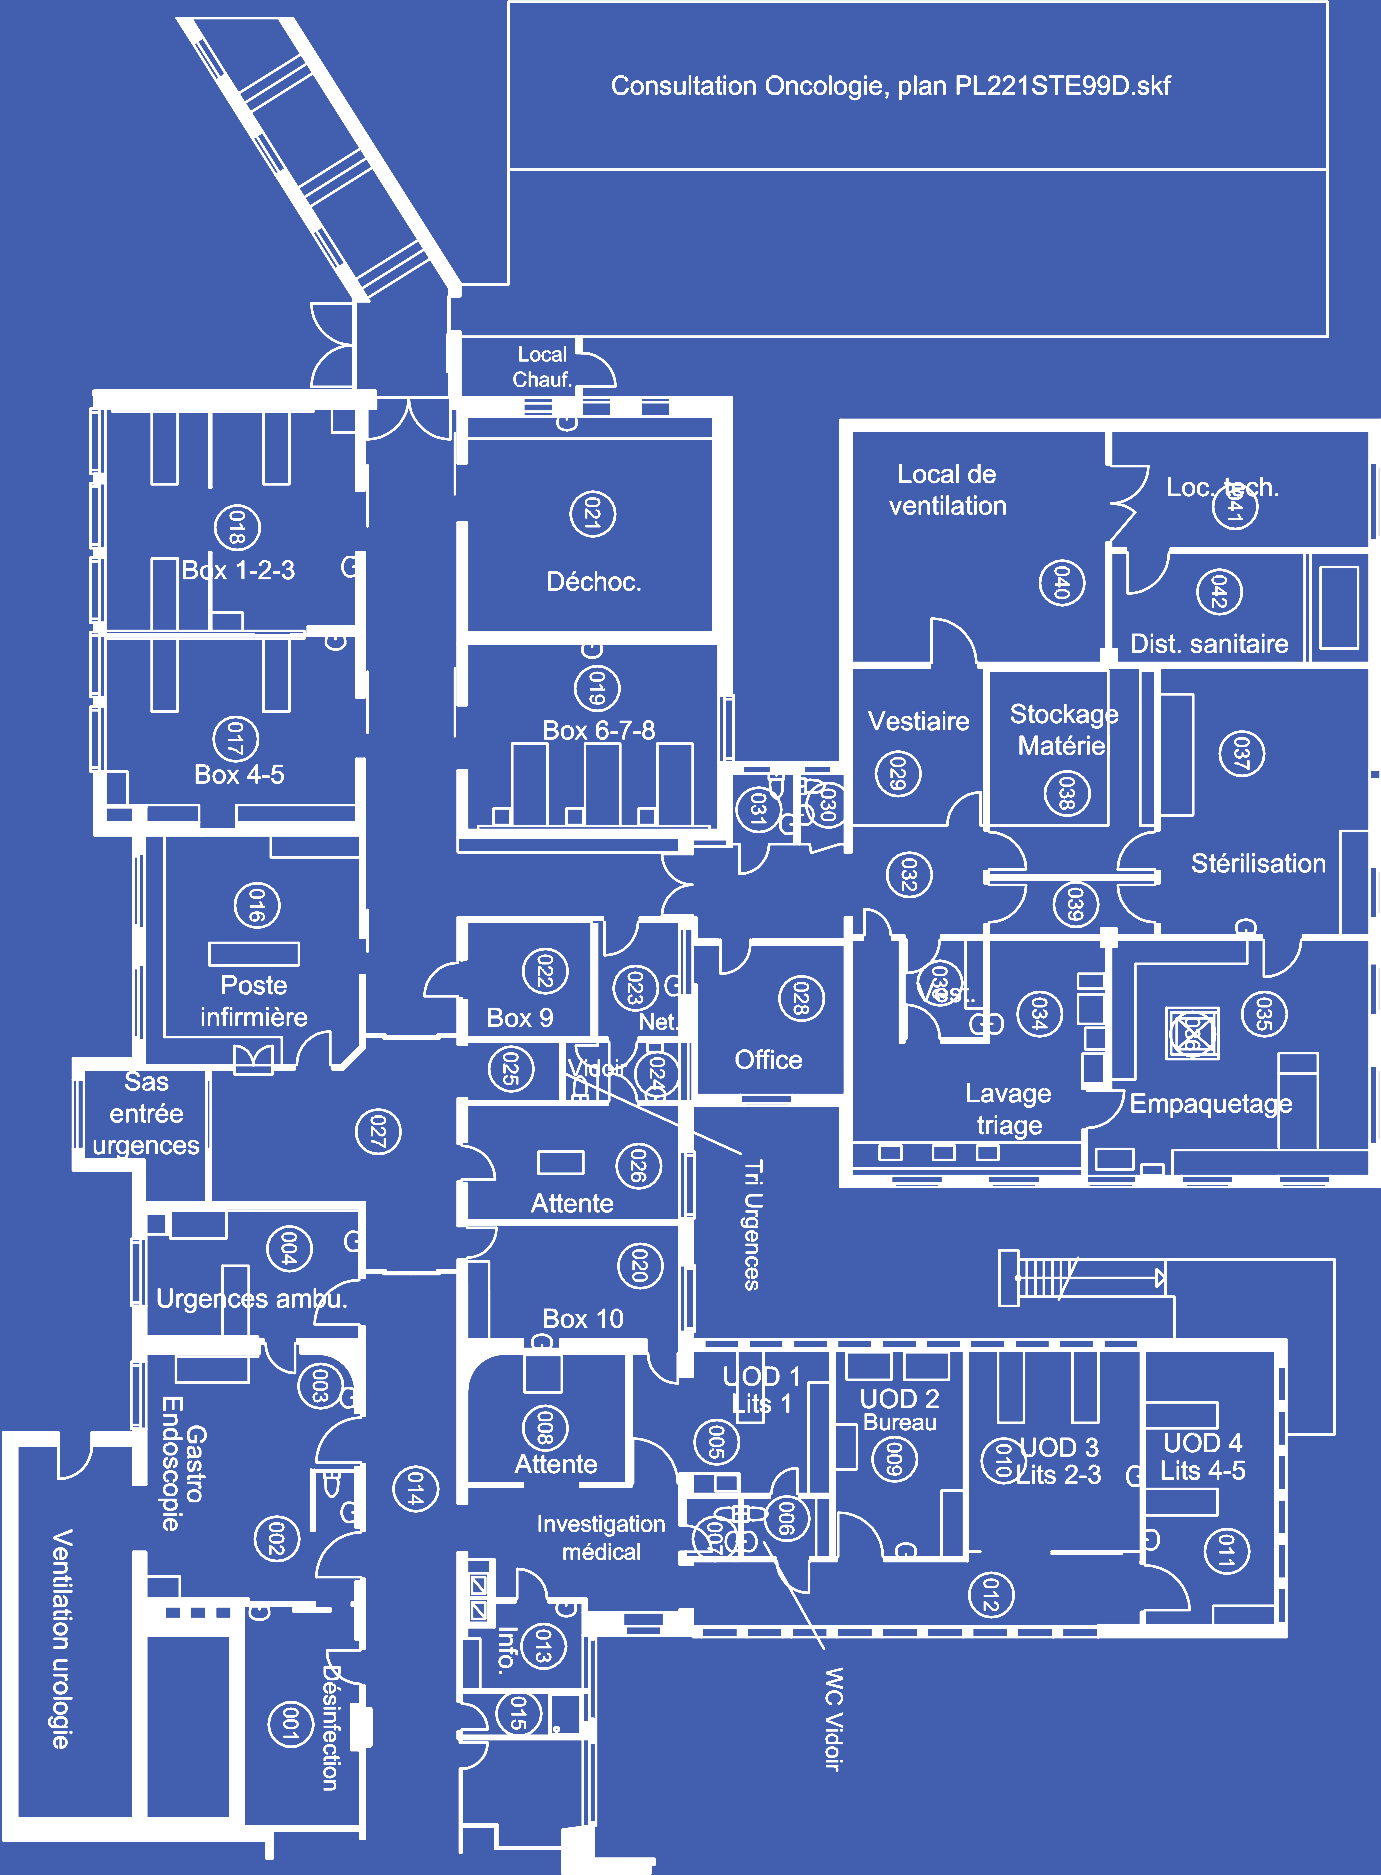 Consultation Oncologie, plan PL221STE99D.skf
Local
Chauf.
018
Box 1-2-3
021
Déchoc.
Local de
ventilation
040
Loc. tech.
041
042
Dist. sanitaire
017
Box 4-5
019
Box 6-7-8
031
030
Vestiaire
029
Stockage
Matérie
038
037
Stérilisation
032
039
016
Poste
infirmière
022
Box 9
023
Net.
028
Office
Vest.
034
035
036
Lavage
triage
Empaquetage
Sas
entrée
urgences
027
025
Vidoir
024
026
Attente
Tri Urgences
004
Urgences ambu.
020
Box 10
003
Gastro
Endoscopie
002
014
008
Attente
Investigation
médical
UOD 1
Lits 1
005
006
007
UOD 2
Bureau
009
UOD 3
Lits 2-3
010
UOD 4
Lits 4-5
011
012
WC Vidoir
Info.
013
015
Désinfection
001
Ventilation urologie